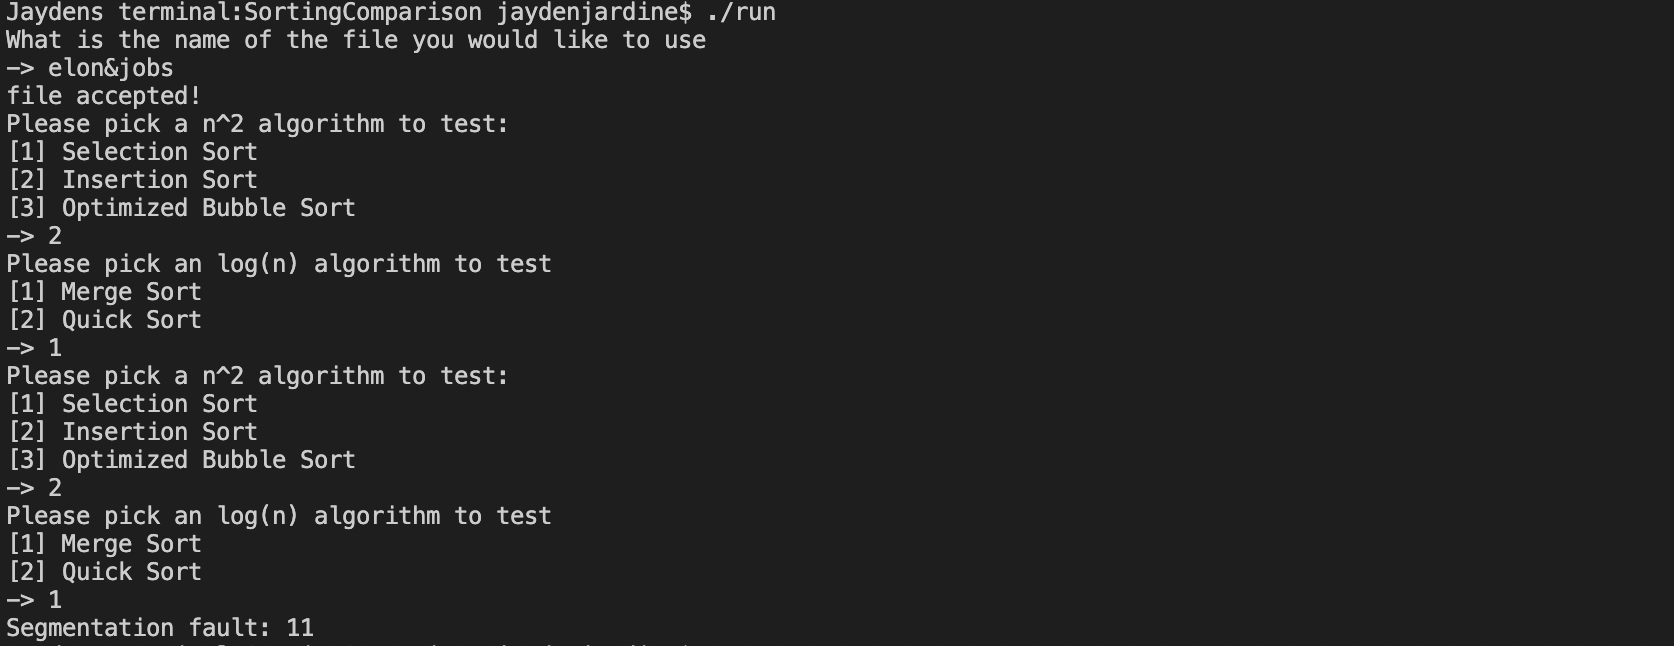 Jaydens terminal:SortingComparison jaydenjardine$ ./run
What is the name of the file you would like to use
—> elon&jobs
file accepted!
Please pick a n^2 algorithm to test:
[1] Selection Sort
[2] Insertion Sort
[3] Optimized Bubble Sort
—> 2
Please pick an log(n) algorithm to test
[1] Merge Sort
[2] Quick Sort
—> 1
Please pick a n^2 algorithm to test:
[1] Selection Sort
[2] Insertion Sort
[3] Optimized Bubble Sort
—> 2
Please pick an log(n) algorithm to test
[1] Merge Sort
[2] Quick Sort
—> 1
Segmentation fault: 11